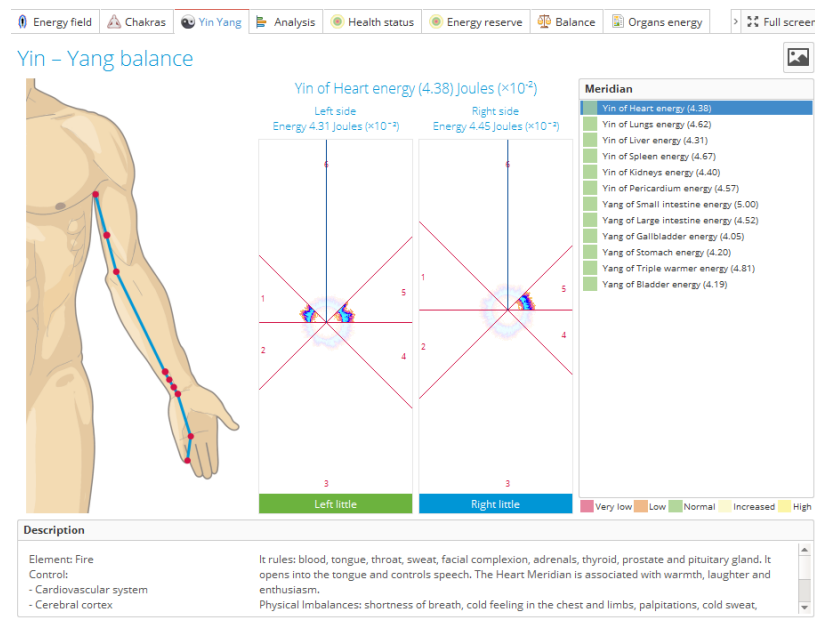 Energy field Chakras Yin Yang Analysis Health status Energy reserve Balance Organs energy > Full screen
Yin – Yang balance
Yin of Heart energy (4.38) Joules (×10⁻²)
Left side
Energy 4.31 Joules (×10⁻²)
Right side
Energy 4.45 Joules (×10⁻²)
6
1
5
2
4
3
Left little
6
1
5
2
4
3
Right little
Meridian
Yin of Heart energy (4.38)
Yin of Lungs energy (4.62)
Yin of Liver energy (4.31)
Yin of Spleen energy (4.67)
Yin of Kidneys energy (4.40)
Yin of Pericardium energy (4.57)
Yang of Small intestine energy (5.00)
Yang of Large intestine energy (4.52)
Yang of Gallbladder energy (4.05)
Yang of Stomach energy (4.20)
Yang of Triple warmer energy (4.81)
Yang of Bladder energy (4.19)
Very low Low Normal Increased High
Description
Element: Fire
Control:
- Cardiovascular system
- Cerebral cortex
It rules: blood, tongue, throat, sweat, facial complexion, adrenals, thyroid, prostate and pituitary gland. It
opens into the tongue and controls speech. The Heart Meridian is associated with warmth, laughter and
enthusiasm.
Physical Imbalances: shortness of breath, cold feeling in the chest and limbs, palpitations, cold sweat,